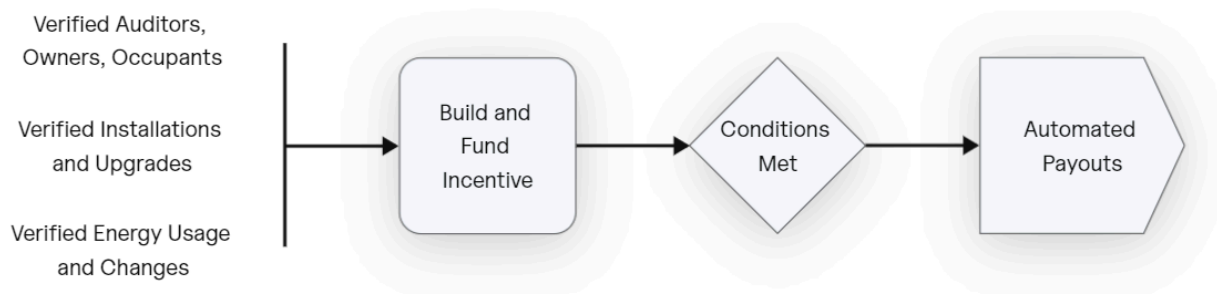 Verified Auditors,
Owners, Occupants
Verified Installations
and Upgrades
Verified Energy Usage
and Changes
Build and
Fund
Incentive
Conditions
Met
Automated
Payouts